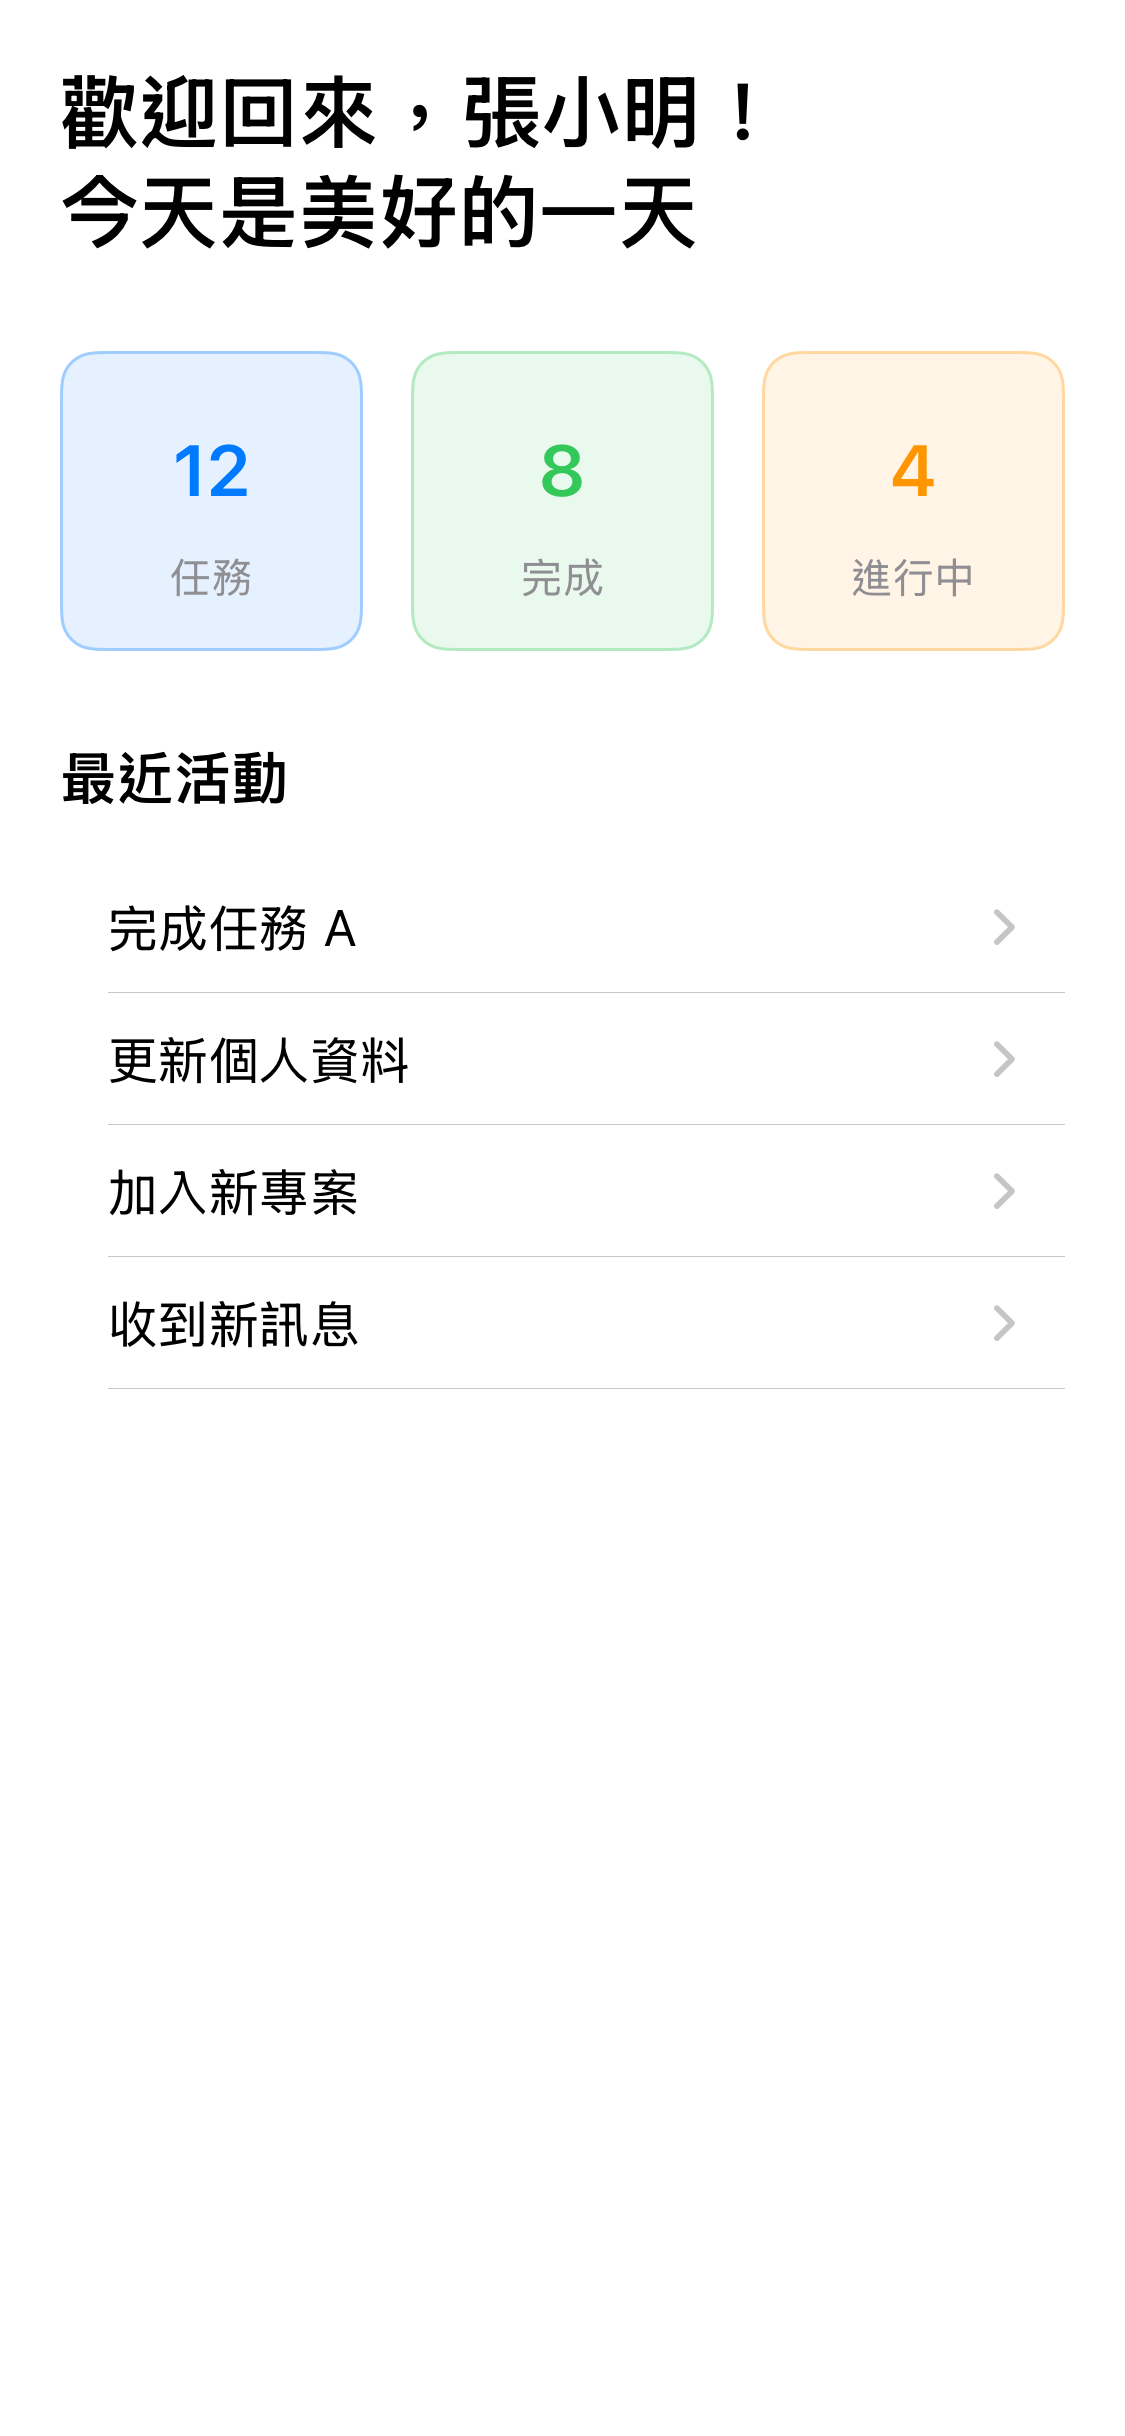 歡迎回來，張小明！
今天是美好的一天
12
任務
8
完成
4
進行中
最近活動
完成任務 A
更新個人資料
加入新專案
收到新訊息